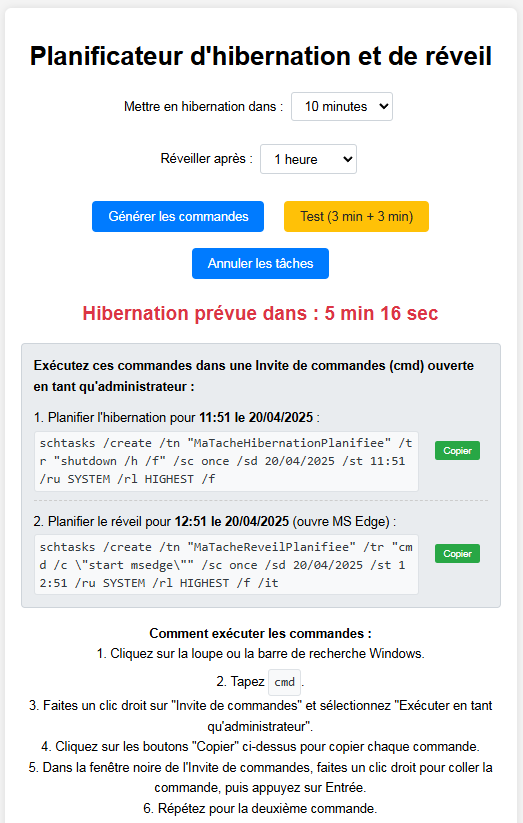 Planificateur d'hibernation et de réveil
Mettre en hibernation dans : 10 minutes
Réveiller après : 1 heure
Générer les commandes Test (3 min + 3 min)
Annuler les tâches
Hibernation prévue dans : 5 min 16 sec
Exécutez ces commandes dans une Invite de commandes (cmd) ouverte
en tant qu'administrateur :
1. Planifier l'hibernation pour 11:51 le 20/04/2025 :
schtasks /create /tn "MaTacheHibernationPlanifiee" /t
r "shutdown /h /f" /sc once /sd 20/04/2025 /st 11:51
/ru SYSTEM /rl HIGHEST /f
Copier
2. Planifier le réveil pour 12:51 le 20/04/2025 (ouvre MS Edge) :
schtasks /create /tn "MaTacheReveilPlanifiee" /tr "cm
d /c \"start msedge\"" /sc once /sd 20/04/2025 /st 1
2:51 /ru SYSTEM /rl HIGHEST /f /it
Copier
Comment exécuter les commandes :
1. Cliquez sur la loupe ou la barre de recherche Windows.
2. Tapez cmd.
3. Faites un clic droit sur "Invite de commandes" et sélectionnez "Exécuter en tant
qu'administrateur".
4. Cliquez sur les boutons "Copier" ci-dessus pour copier chaque commande.
5. Dans la fenêtre noire de l'Invite de commandes, faites un clic droit pour coller la
commande, puis appuyez sur Entrée.
6. Répétez pour la deuxième commande.